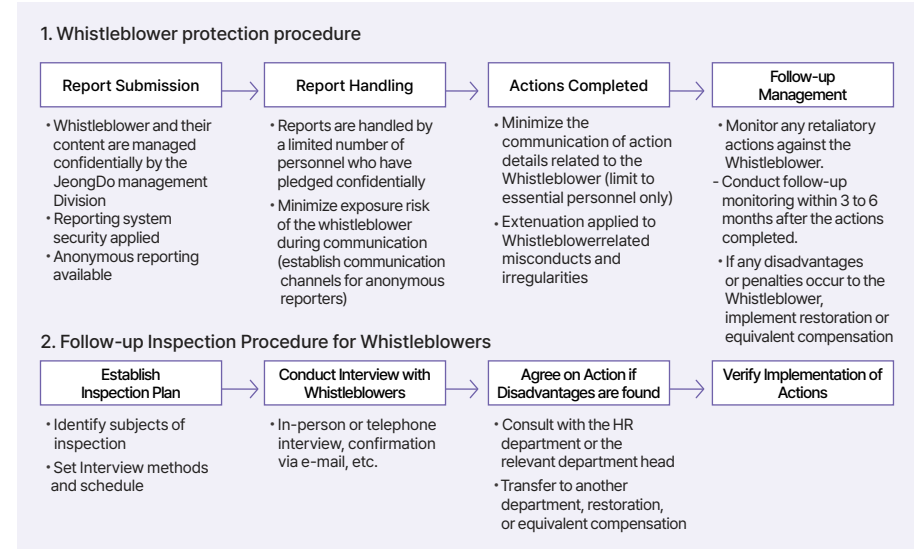 1. Whistleblower protection procedure
Report Submission
• Whistleblower and their
content are managed
confidentially by the
JeongDo management
Division
• Reporting system
security applied
• Anonymous reporting
available
Report Handling
• Reports are handled by
a limited number of
personnel who have
pledged confidentially
• Minimize exposure risk
of the whistleblower
during communication
(establish communication
channels for anonymous
reporters)
Actions Completed
• Minimize the
communication of action
details related to the
Whistleblower (limit to
essential personnel only)
• Extenuation applied to
Whistleblowerrelated
misconducts and
irregularities
Follow-up
Management
• Monitor any retaliatory
actions against the
Whistleblower.
- Conduct follow-up
monitoring within 3 to 6
months after the actions
completed.
• If any disadvantages
or penalties occur to the
Whistleblower,
implement restoration or
equivalent compensation
2. Follow-up Inspection Procedure for Whistleblowers
Establish
Inspection Plan
• Identify subjects of
inspection
• Set Interview methods
and schedule
Conduct Interview with
Whistleblowers
• In-person or telephone
interview, confirmation
via e-mail, etc.
Agree on Action if
Disadvantages are found
• Consult with the HR
department or the
relevant department head
• Transfer to another
department, restoration,
or equivalent compensation
Verify Implementation of
Actions